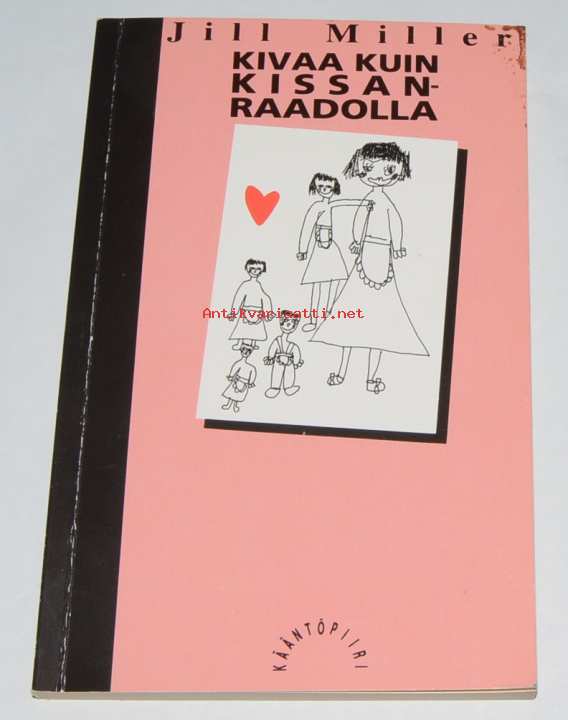 Jill Miller
KIVAA KUIN
KISSAN-
RAADOLLA
Antikvariaatti.net
KÄÄNTÖPIIRI